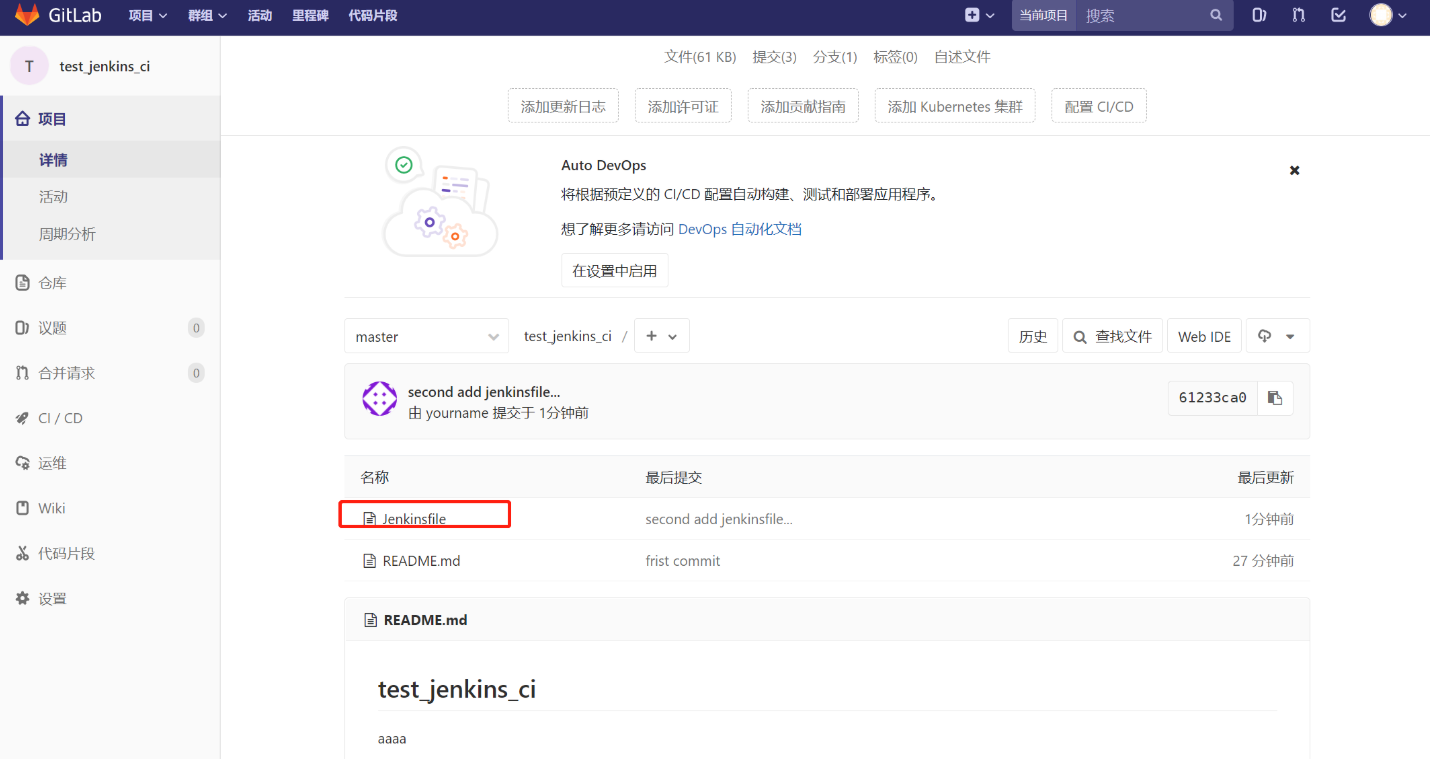 GitLab 项目 群组 活动 里程碑 代码片段 当前项目 搜索
T test_jenkins_ci
项目
详情
活动
周期分析
仓库
议题 0
合并请求 0
CI / CD
运维
Wiki
代码片段
设置
文件(61 KB) 提交(3) 分支(1) 标签(0) 自述文件
添加更新日志 添加许可证 添加贡献指南 添加 Kubernetes 集群 配置 CI/CD
Auto DevOps
将根据预定义的 CI/CD 配置自动构建、测试和部署应用程序。
想了解更多请访问 DevOps 自动化文档
在设置中启用
master test_jenkins_ci / + 历史 查找文件 Web IDE
second add jenkinsfile...
由 yourname 提交于 1分钟前
61233ca0
名称 最后提交 最后更新
Jenkinsfile second add jenkinsfile... 1分钟前
README.md frist commit 27 分钟前
README.md
test_jenkins_ci
aaaa